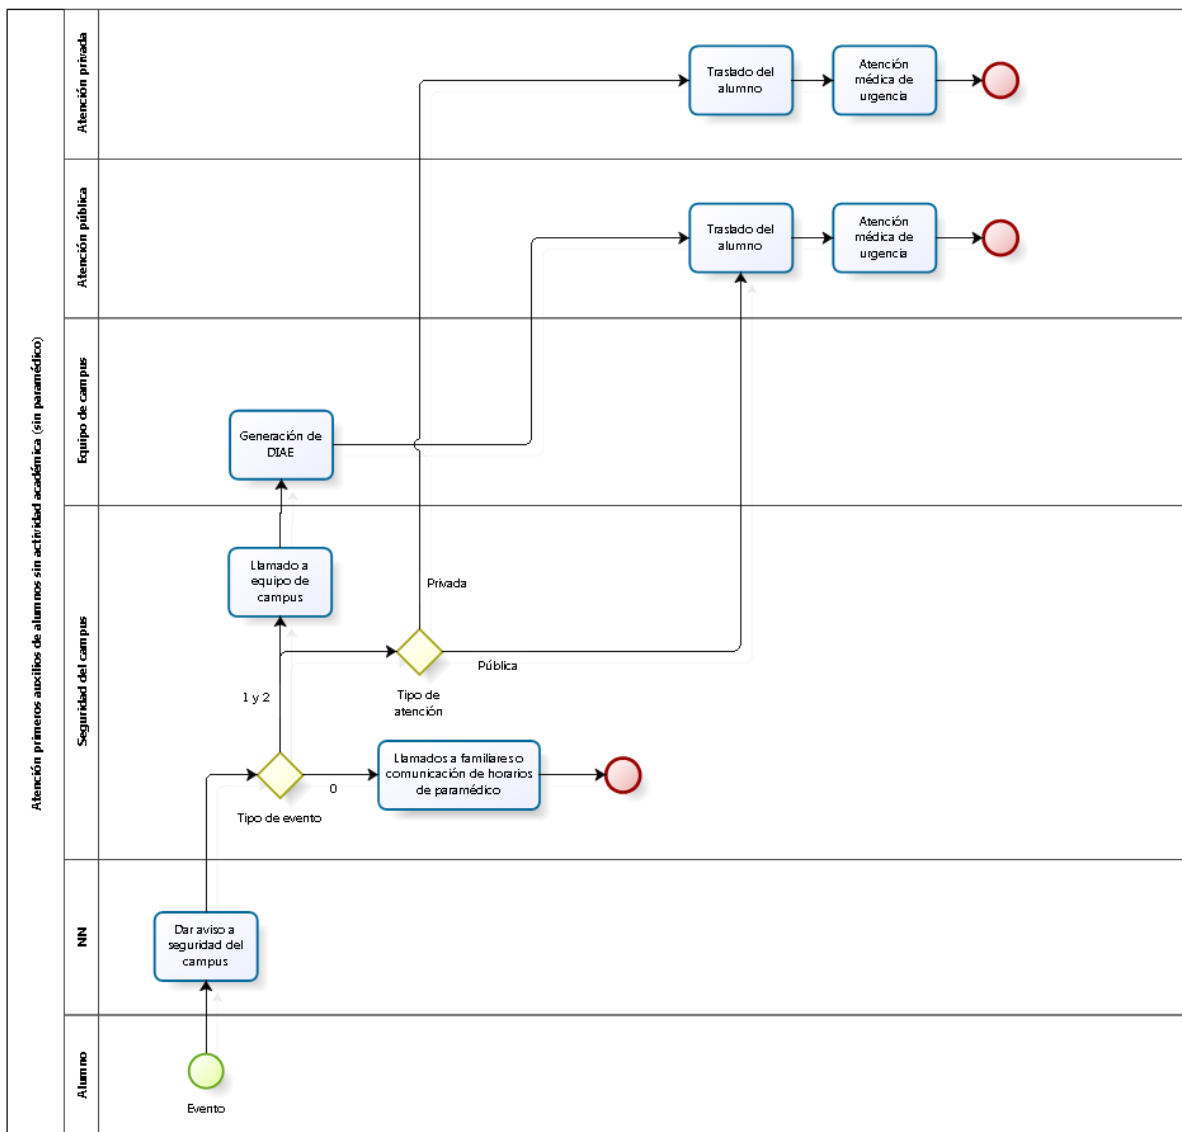 Atención primeros auxilios de alumnos sin actividad académica (sin paramédico)
Atención privada
Traslado del
alumno
Atención
médica de
urgencia
Atención pública
Traslado del
alumno
Atención
médica de
urgencia
Equipo de campus
Generación de
DIAE
Seguridad del campus
Llamado a
equipo de
campus
Privada
Pública
Tipo de
atención
1 y 2
Llamados a familiares o
comunicación de horarios
de paramédico
0
Tipo de evento
NN
Dar aviso a
seguridad del
campus
Alumno
Evento